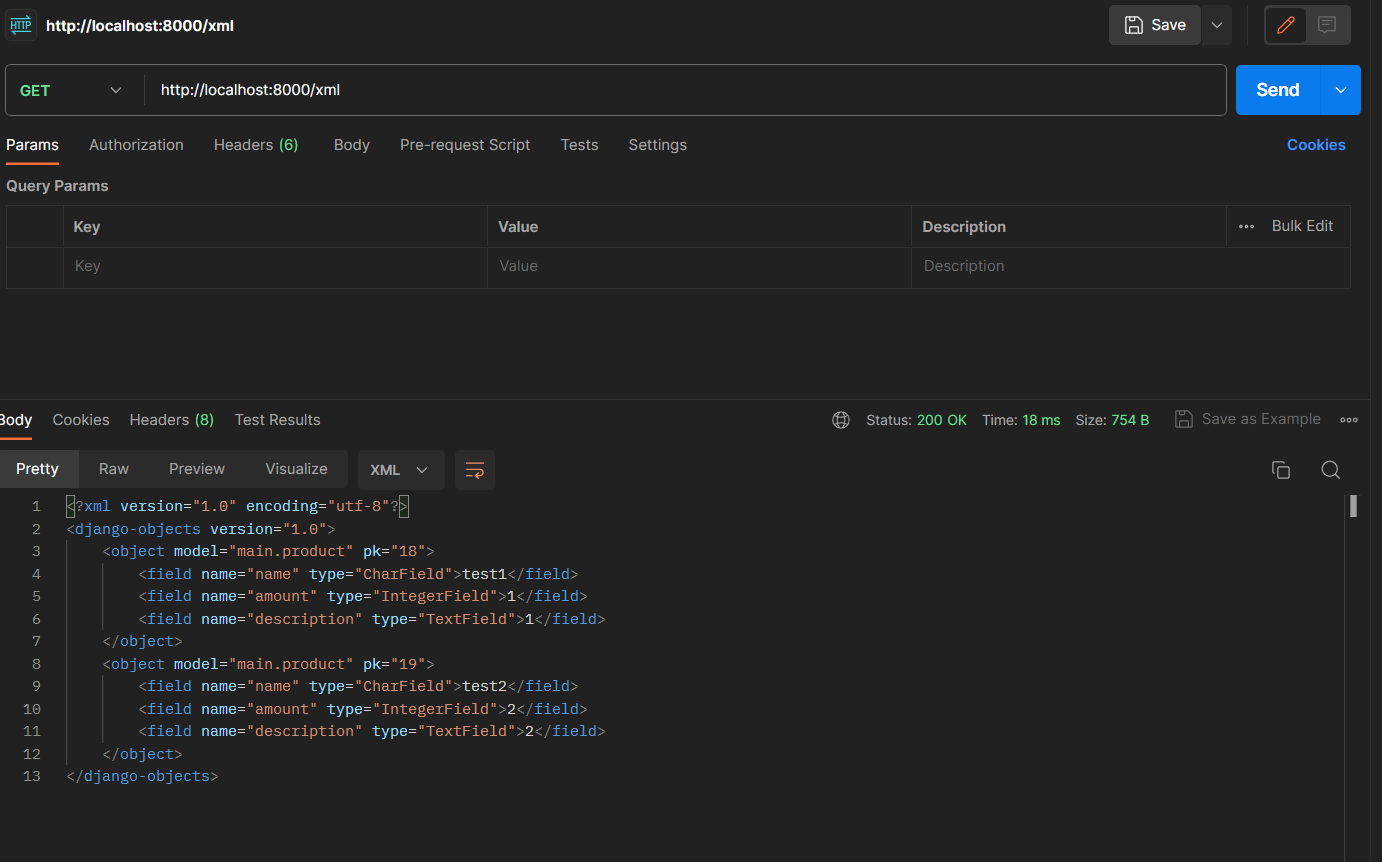 HTTP http://localhost:8000/xml Save
GET http://localhost:8000/xml Send
Params Authorization Headers (6) Body Pre-request Script Tests Settings Cookies
Query Params
Key Value Description ••• Bulk Edit
Key Value Description
Body Cookies Headers (8) Test Results Status: 200 OK Time: 18 ms Size: 754 B Save as Example
Pretty Raw Preview Visualize XML
1 <?xml version="1.0" encoding="utf-8"?>
2 <django-objects version="1.0">
3 <object model="main.product" pk="18">
4 <field name="name" type="CharField">test1</field>
5 <field name="amount" type="IntegerField">1</field>
6 <field name="description" type="TextField">1</field>
7 </object>
8 <object model="main.product" pk="19">
9 <field name="name" type="CharField">test2</field>
10 <field name="amount" type="IntegerField">2</field>
11 <field name="description" type="TextField">2</field>
12 </object>
13 </django-objects>